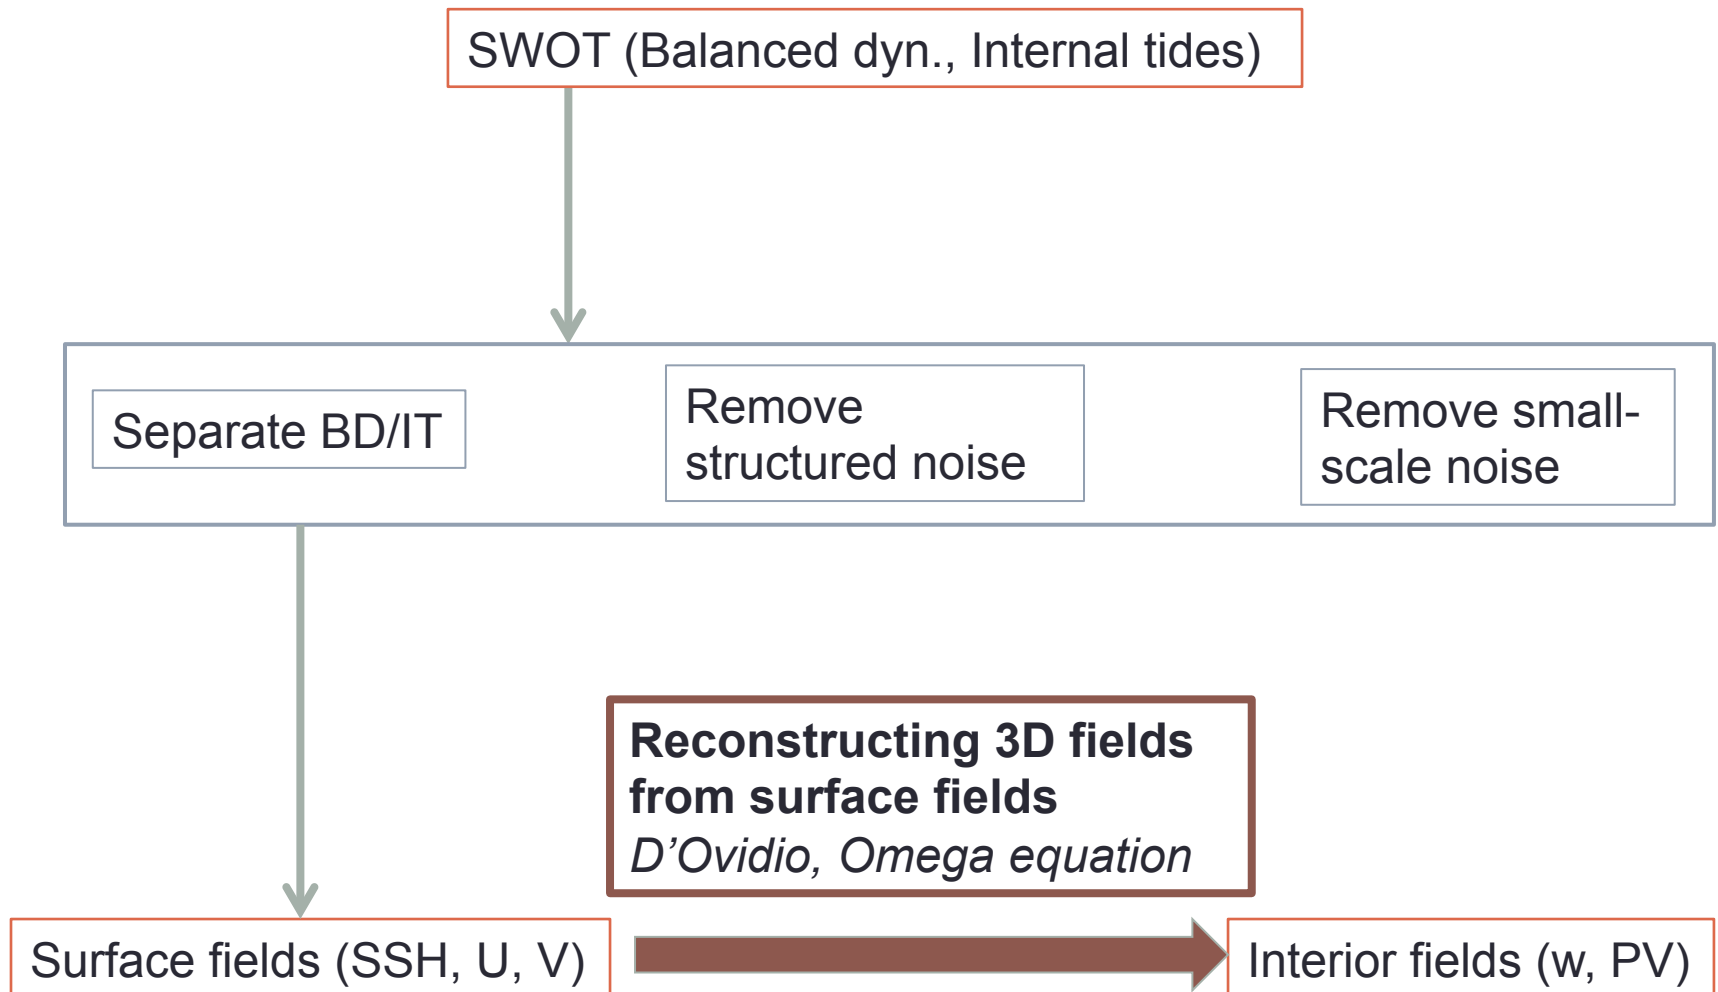 SWOT (Balanced dyn., Internal tides)
Separate BD/IT
Remove
structured noise
Remove small-
scale noise
Reconstructing 3D fields
from surface fields
D’Ovidio, Omega equation
Surface fields (SSH, U, V)
Interior fields (w, PV)